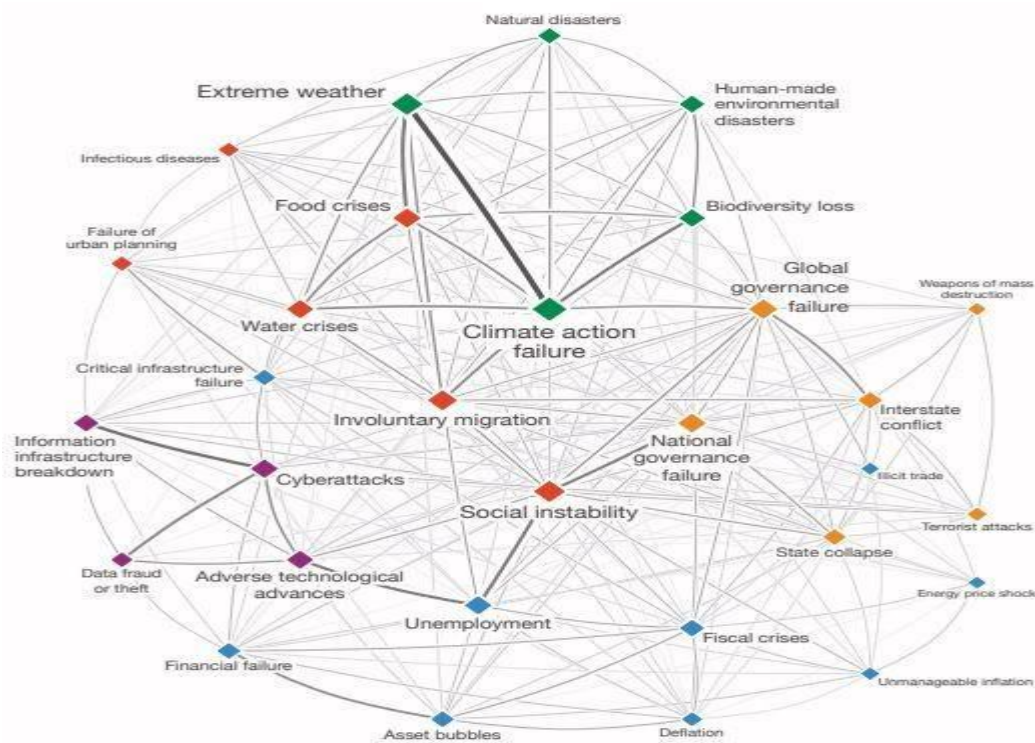 Natural disasters
Extreme weather
Human-made
environmental
disasters
Infectious diseases
Food crises
Biodiversity loss
Failure of
urban planning
Global
governance
failure
Weapons of mass
destruction
Water crises
Climate action
failure
Critical infrastructure
failure
Involuntary migration
Interstate
conflict
Information
infrastructure
breakdown
National
governance
failure
Cyberattacks
Illicit trade
Social instability
Terrorist attacks
State collapse
Data fraud
or theft
Adverse technological
advances
Energy price shock
Unemployment
Fiscal crises
Financial failure
Unmanageable inflation
Asset bubbles
Deflation